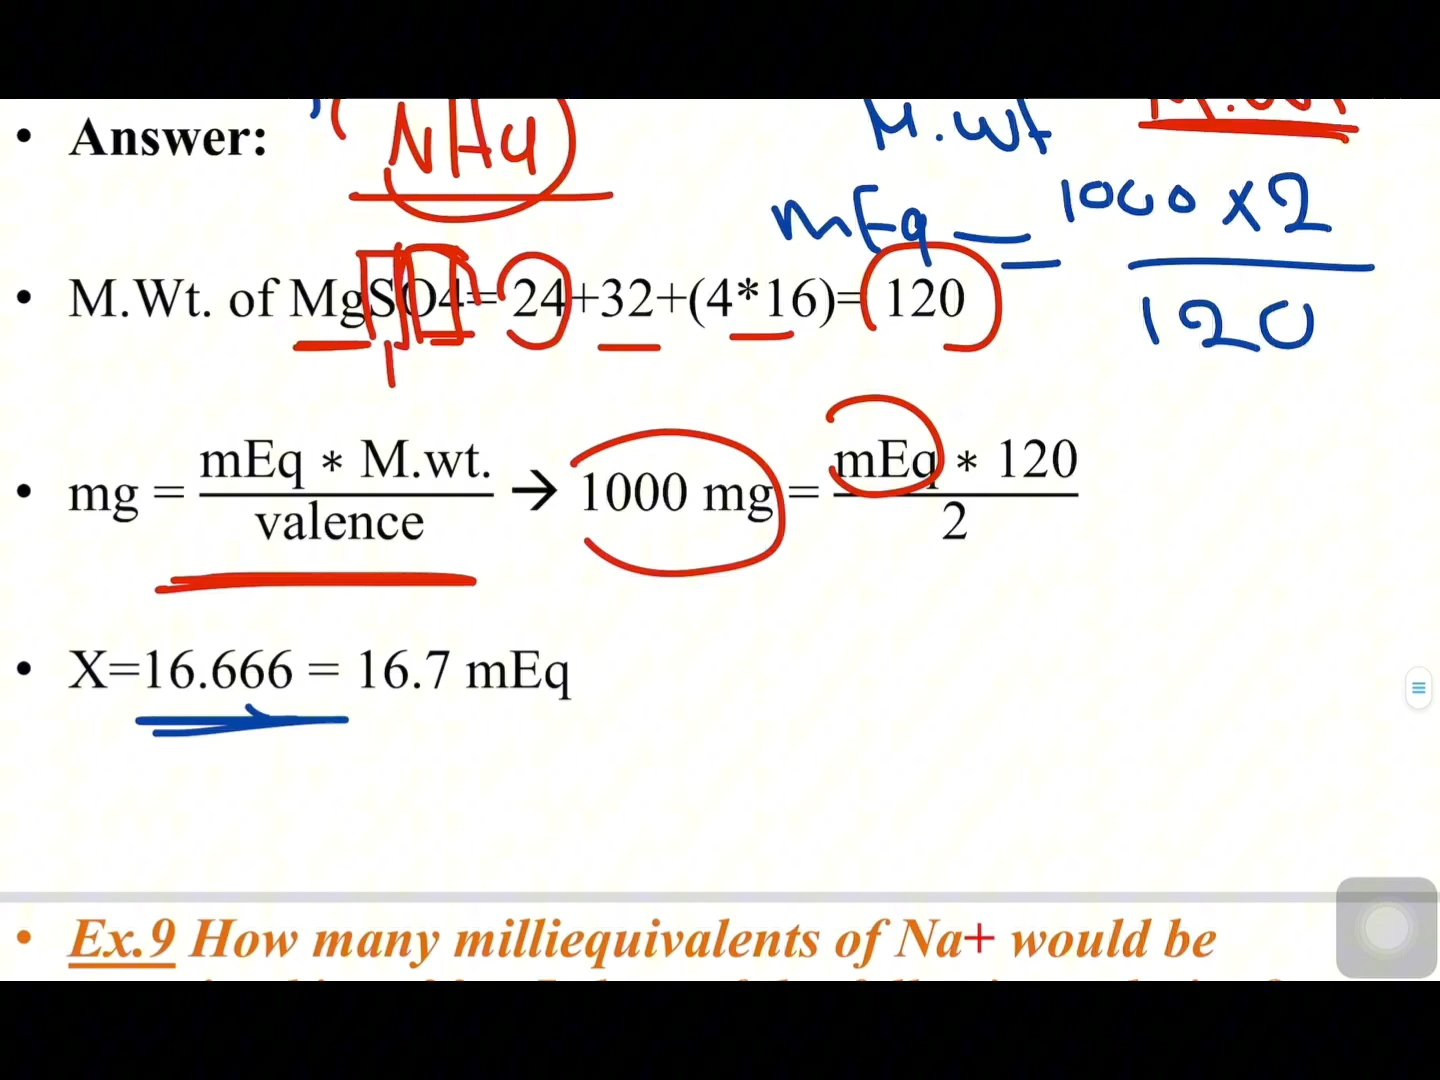 • Answer: NH4
M.wt
mEq = 1000 x 2
120
• M.Wt. of MgSO4= 24+32+(4*16)= 120
• mg = mEq * M.wt. / valence → 1000 mg = mEq * 120 / 2
• X=16.666 = 16.7 mEq
• Ex.9 How many milliequivalents of Na+ would be